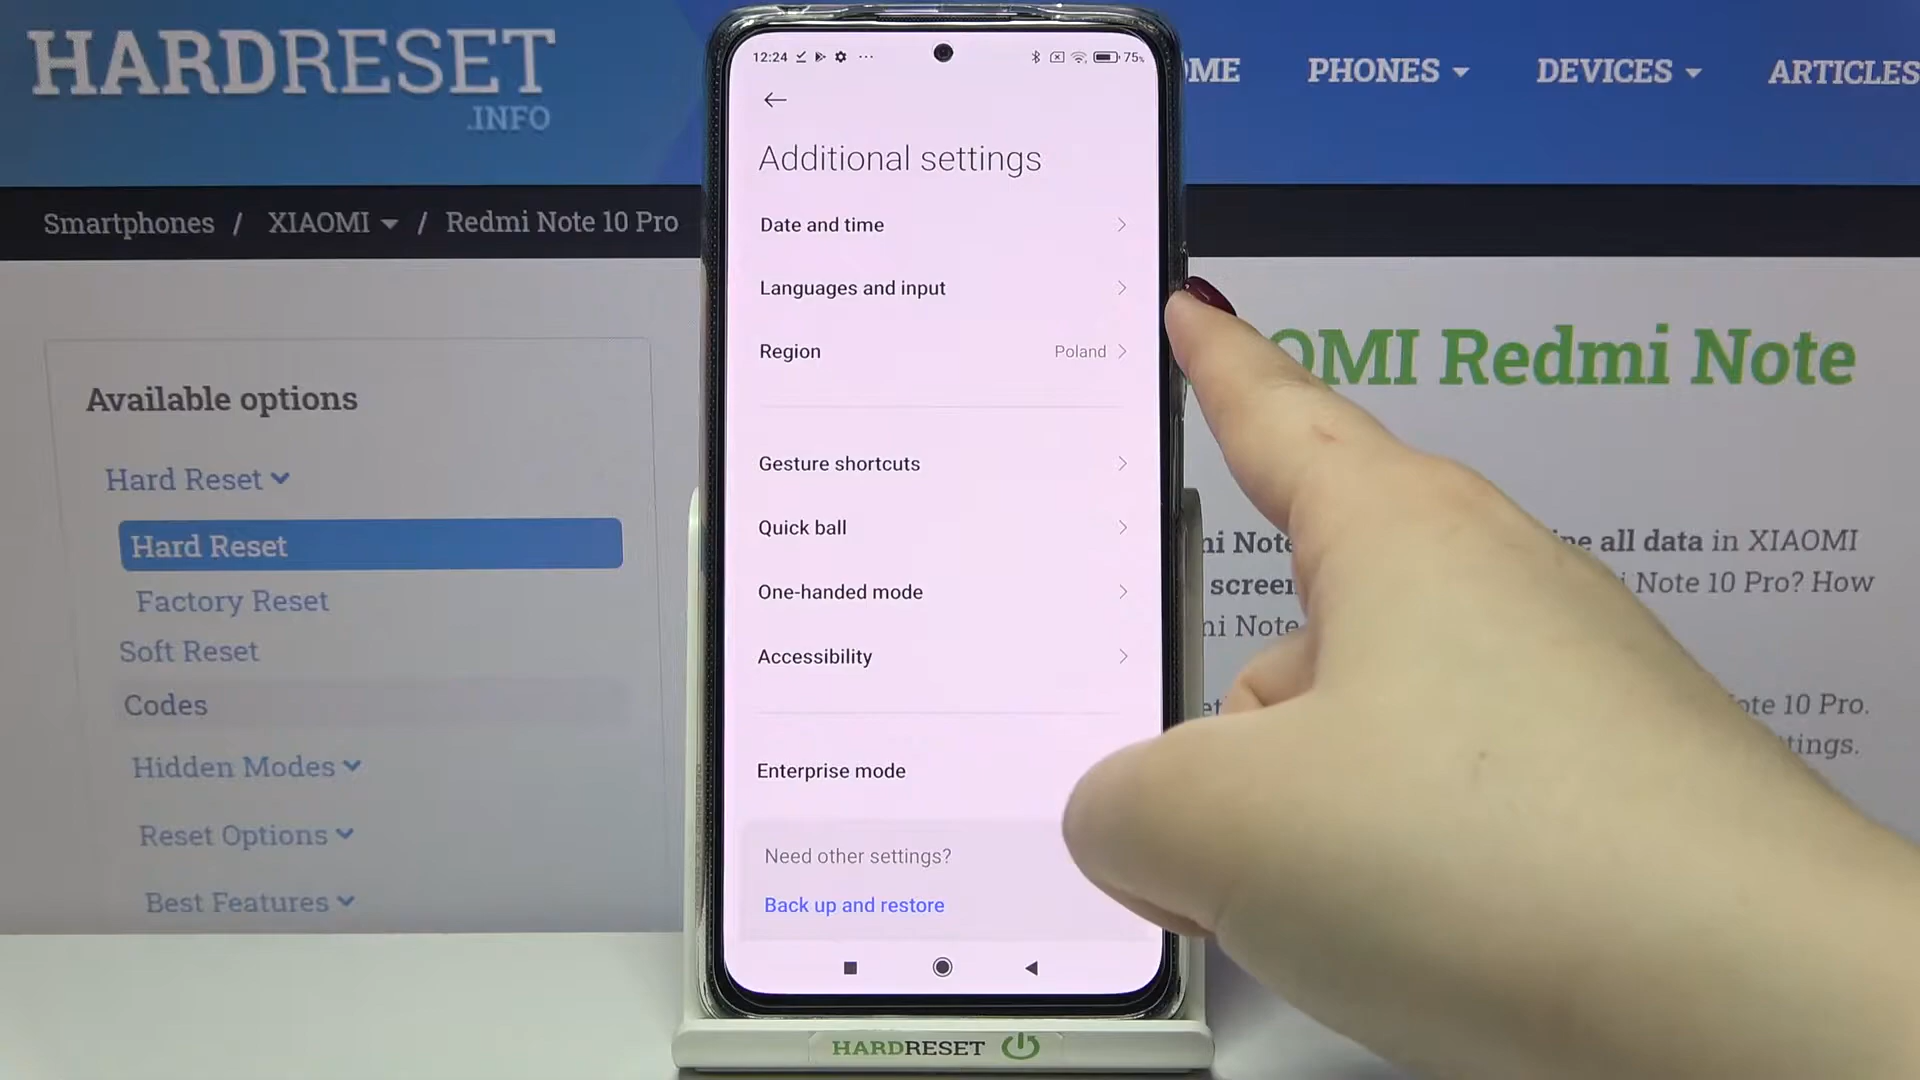 HARDRESET
.INFO
PHONES
DEVICES
ARTICLES
Smartphones / XIAOMI / Redmi Note 10 Pro
Available options
Hard Reset
Hard Reset
Factory Reset
Soft Reset
Codes
Hidden Modes
Reset Options
Best Features
12:24
75%
Additional settings
Date and time
Languages and input
Region Poland
Gesture shortcuts
Quick ball
One-handed mode
Accessibility
Enterprise mode
Need other settings?
Back up and restore
Redmi Note
Note all data in XIAOMI
screen Note 10 Pro? How
Note
10 Pro.
HARDRESET